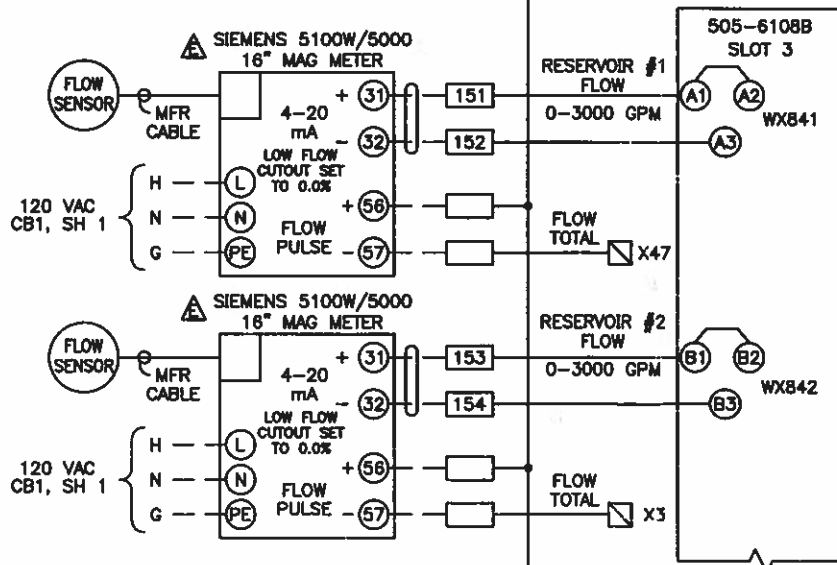 505-6108B
SLOT 3
E SIEMENS 5100W/5000
16" MAG METER
FLOW
SENSOR
MFR
CABLE
4-20
mA
LOW FLOW
CUTOUT SET
TO 0.0%
FLOW
PULSE
+ 31
- 32
+ 56
- 57
151
152
RESERVOIR #1
FLOW
0-3000 GPM
A1
A2
WX841
A3
120 VAC
CB1, SH 1
H L
N N
G PE
FLOW
TOTAL
X47
E SIEMENS 5100W/5000
16" MAG METER
FLOW
SENSOR
MFR
CABLE
4-20
mA
LOW FLOW
CUTOUT SET
TO 0.0%
FLOW
PULSE
+ 31
- 32
+ 56
- 57
153
154
RESERVOIR #2
FLOW
0-3000 GPM
B1
B2
WX842
B3
120 VAC
CB1, SH 1
H L
N N
G PE
FLOW
TOTAL
X3